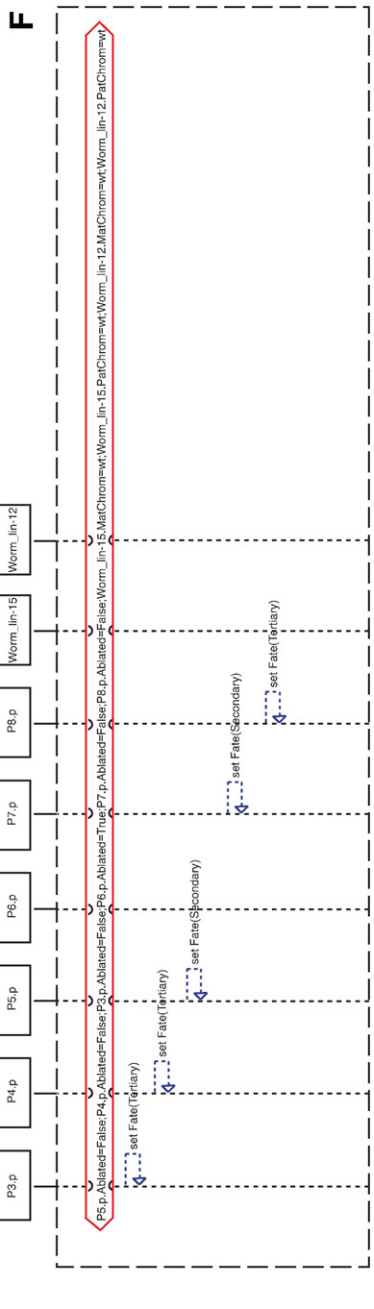 F
P3.p
P4.p
P5.p
P6.p
P7.p
P8.p
Worm_lin-15
Worm_lin-12
P5.p.Ablated=False;P4.p.Ablated=False;P3.p.Ablated=False;P6.p.Ablated=True;P7.p.Ablated=False;P8.p.Ablated=False;Worm_lin-15.MatChrom=wt;Worm_lin-15.PatChrom=wt;Worm_lin-12.MatChrom=wt;Worm_lin-12.PatChrom=wt
set Fate(Tertiary)
set Fate(Tertiary)
set Fate(Secondary)
set Fate(Secondary)
set Fate(Tertiary)